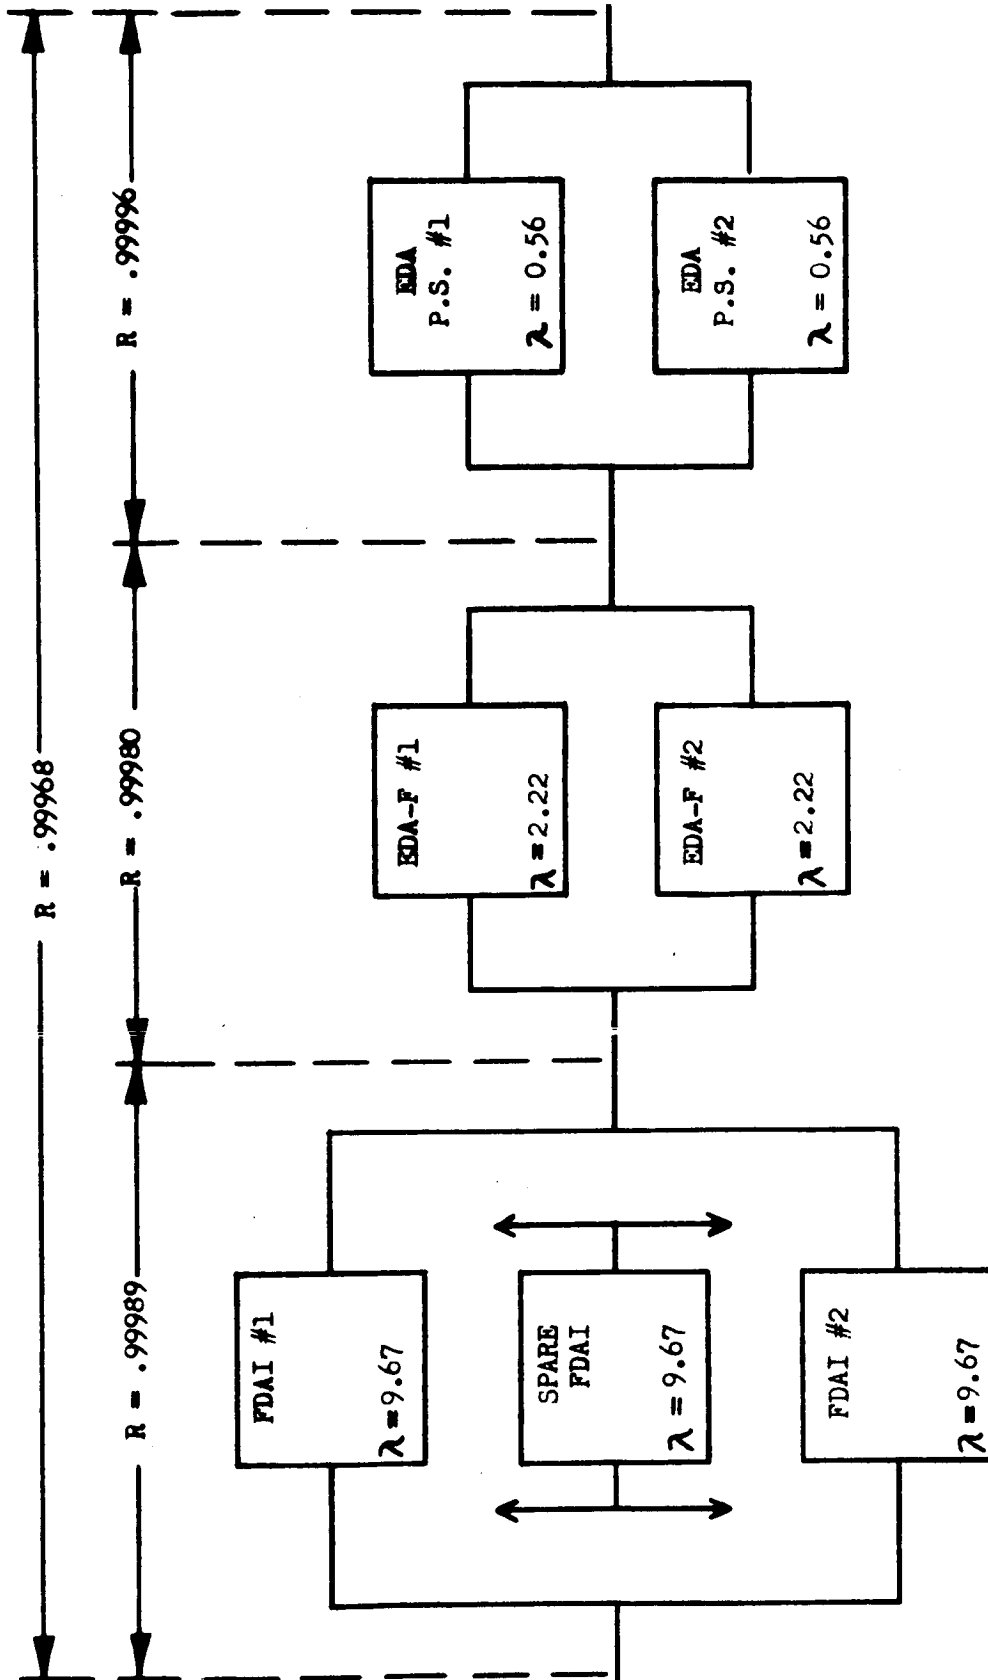 R = .99968
R = .99989
R = .99980
R = .99996
FDAI #1
λ = 9.67
SPARE
FDAI
λ = 9.67
FDAI #2
λ = 9.67
EDA-F #1
λ = 2.22
EDA-F #2
λ = 2.22
EDA
P.S. #1
λ = 0.56
EDA
P.S. #2
λ = 0.56